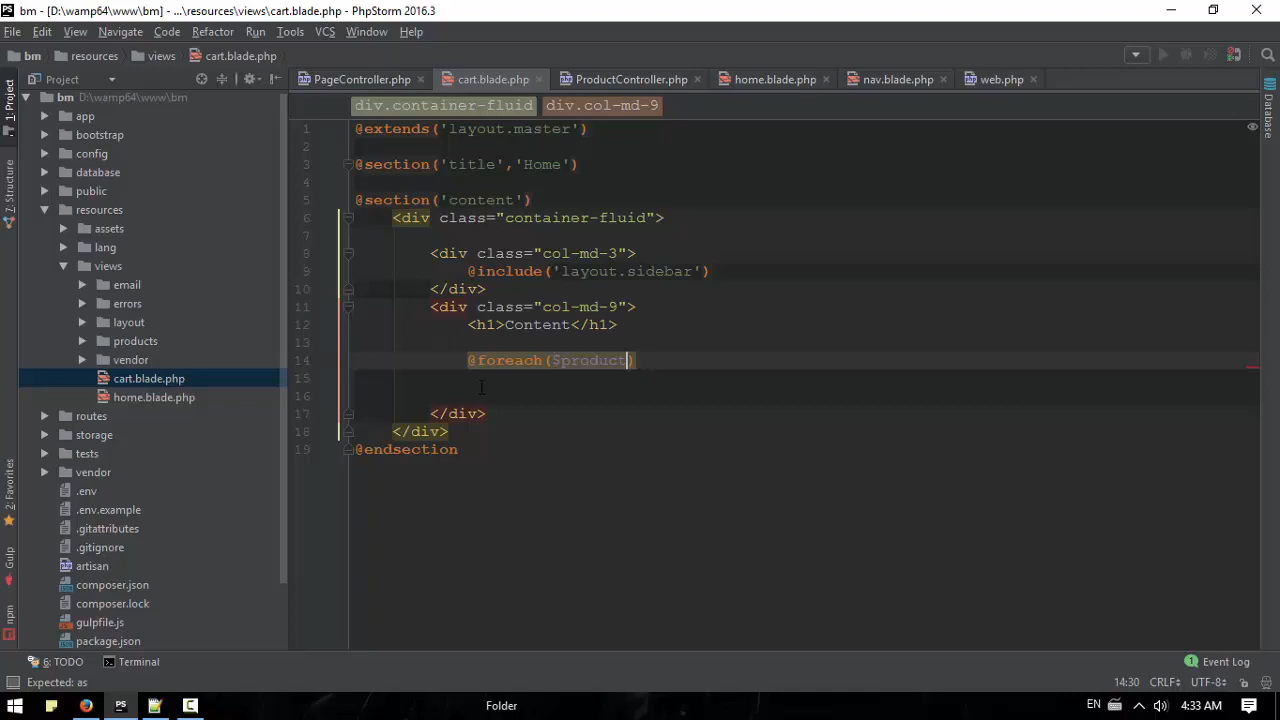 bm - [D:\wamp64\www\bm] - ...\resources\views\cart.blade.php - PhpStorm 2016.3
File Edit View Navigate Code Refactor Run Tools VCS Window Help
bm resources views cart.blade.php
Project
PageController.php cart.blade.php ProductController.php home.blade.php nav.blade.php web.php
div.container-fluid div.col-md-9
bm D:\wamp64\www\bm
app
bootstrap
config
database
public
resources
assets
lang
views
email
errors
layout
products
vendor
cart.blade.php
home.blade.php
routes
storage
tests
vendor
.env
.env.example
.gitattributes
.gitignore
artisan
composer.json
composer.lock
gulpfile.js
package.json
1 @extends('layout.master')
2
3 @section('title','Home')
4
5 @section('content')
6 <div class="container-fluid">
7
8 <div class="col-md-3">
9 @include('layout.sidebar')
10 </div>
11 <div class="col-md-9">
12 <h1>Content</h1>
14 @foreach($product)
15
16
17 </div>
18 </div>
19 @endsection
1: Project
7: Structure
2: Favorites
Gulp
npm
Database
6: TODO Terminal
Event Log
1
Expected: as
14:30 CRLF÷ UTF-8÷
PS
Folder
EN
4:33 AM